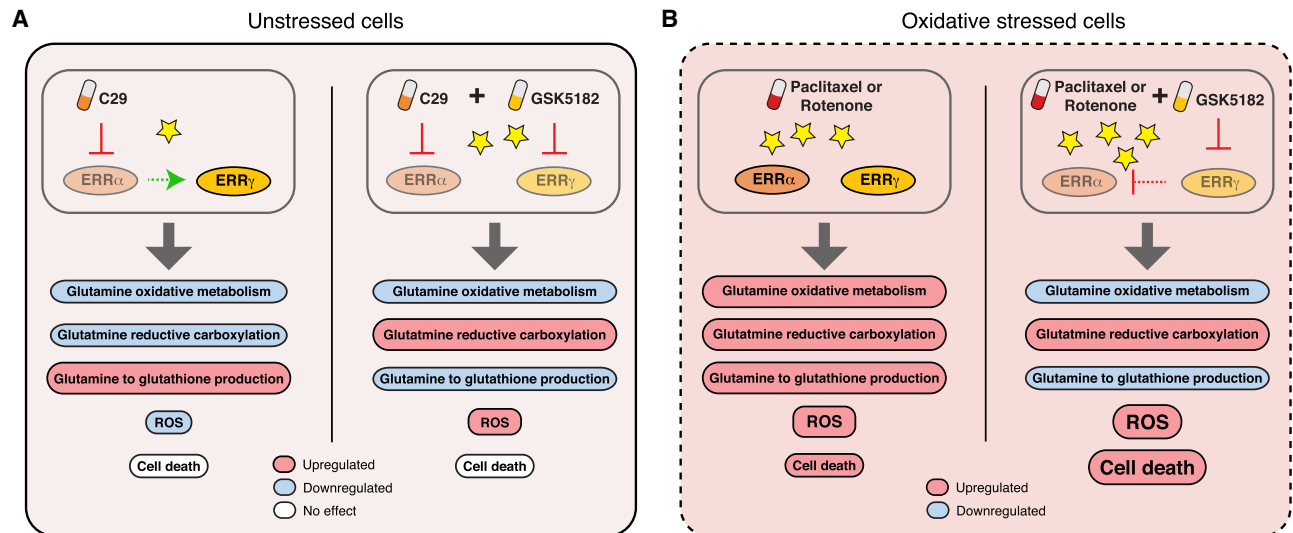 A
Unstressed cells
C29
ERRα
ERRγ
Glutamine oxidative metabolism
Glutatmine reductive carboxylation
Glutamine to glutathione production
ROS
Cell death
C29
+
GSK5182
ERRα
ERRγ
Glutamine oxidative metabolism
Glutatmine reductive carboxylation
Glutamine to glutathione production
ROS
Cell death
Upregulated
Downregulated
No effect
B
Oxidative stressed cells
Paclitaxel or
Rotenone
ERRα
ERRγ
Glutamine oxidative metabolism
Glutatmine reductive carboxylation
Glutamine to glutathione production
ROS
Cell death
Paclitaxel or
Rotenone
+
GSK5182
ERRα
ERRγ
Glutamine oxidative metabolism
Glutatmine reductive carboxylation
Glutamine to glutathione production
ROS
Cell death
Upregulated
Downregulated